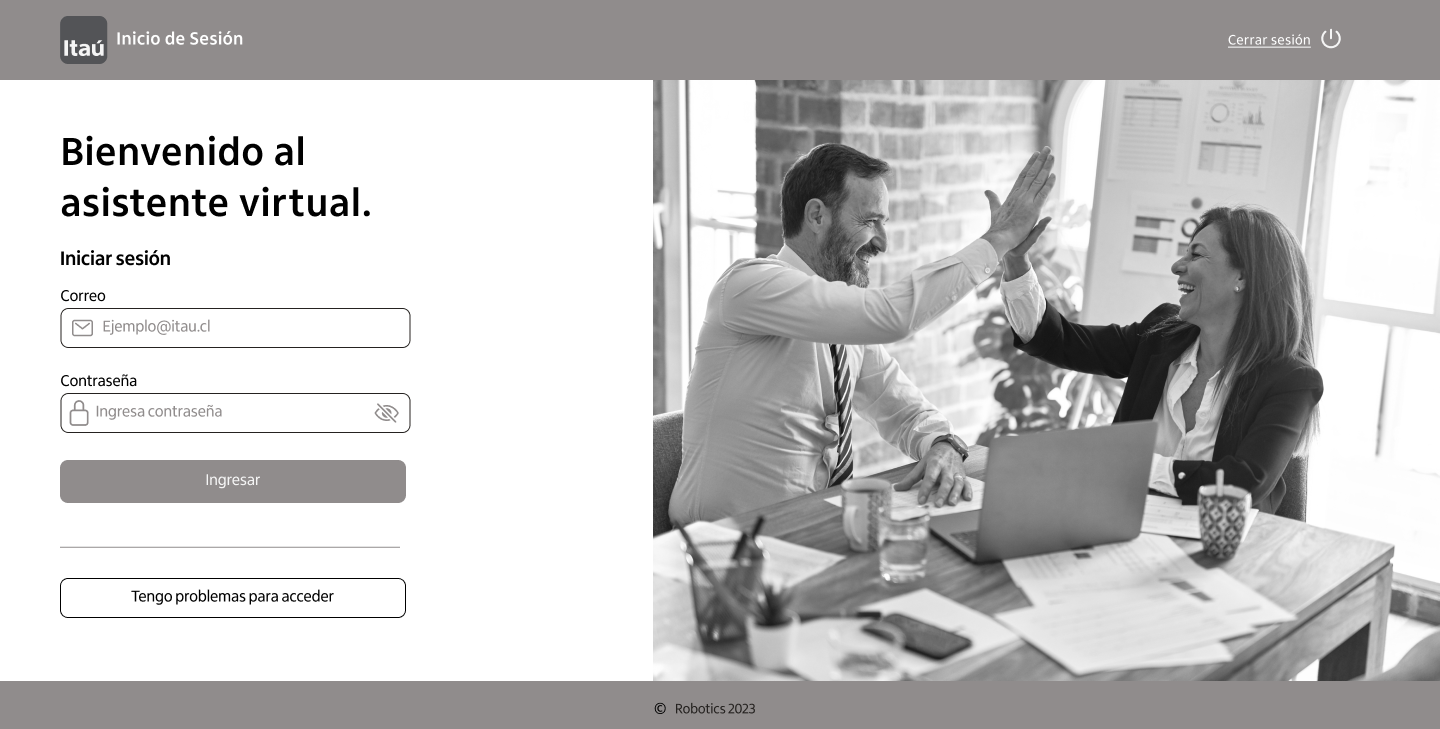 Itaú
Inicio de Sesión
Cerrar sesión
Bienvenido al
asistente virtual.
Iniciar sesión
Correo
Ejemplo@itau.cl
Contraseña
Ingresa contraseña
Ingresar
Tengo problemas para acceder
© Robotics 2023